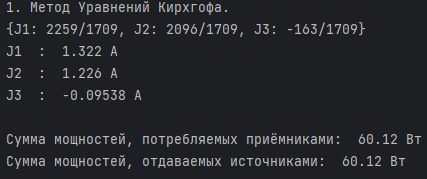 1. Метод Уравнений Кирхгофа.
{J1: 2259/1709, J2: 2096/1709, J3: -163/1709}
J1  :  1.322 А
J2  :  1.226 А
J3  :  -0.09538 А
Сумма мощностей, потребляемых приёмниками:  60.12 Вт
Сумма мощностей, отдаваемых источниками:  60.12 Вт